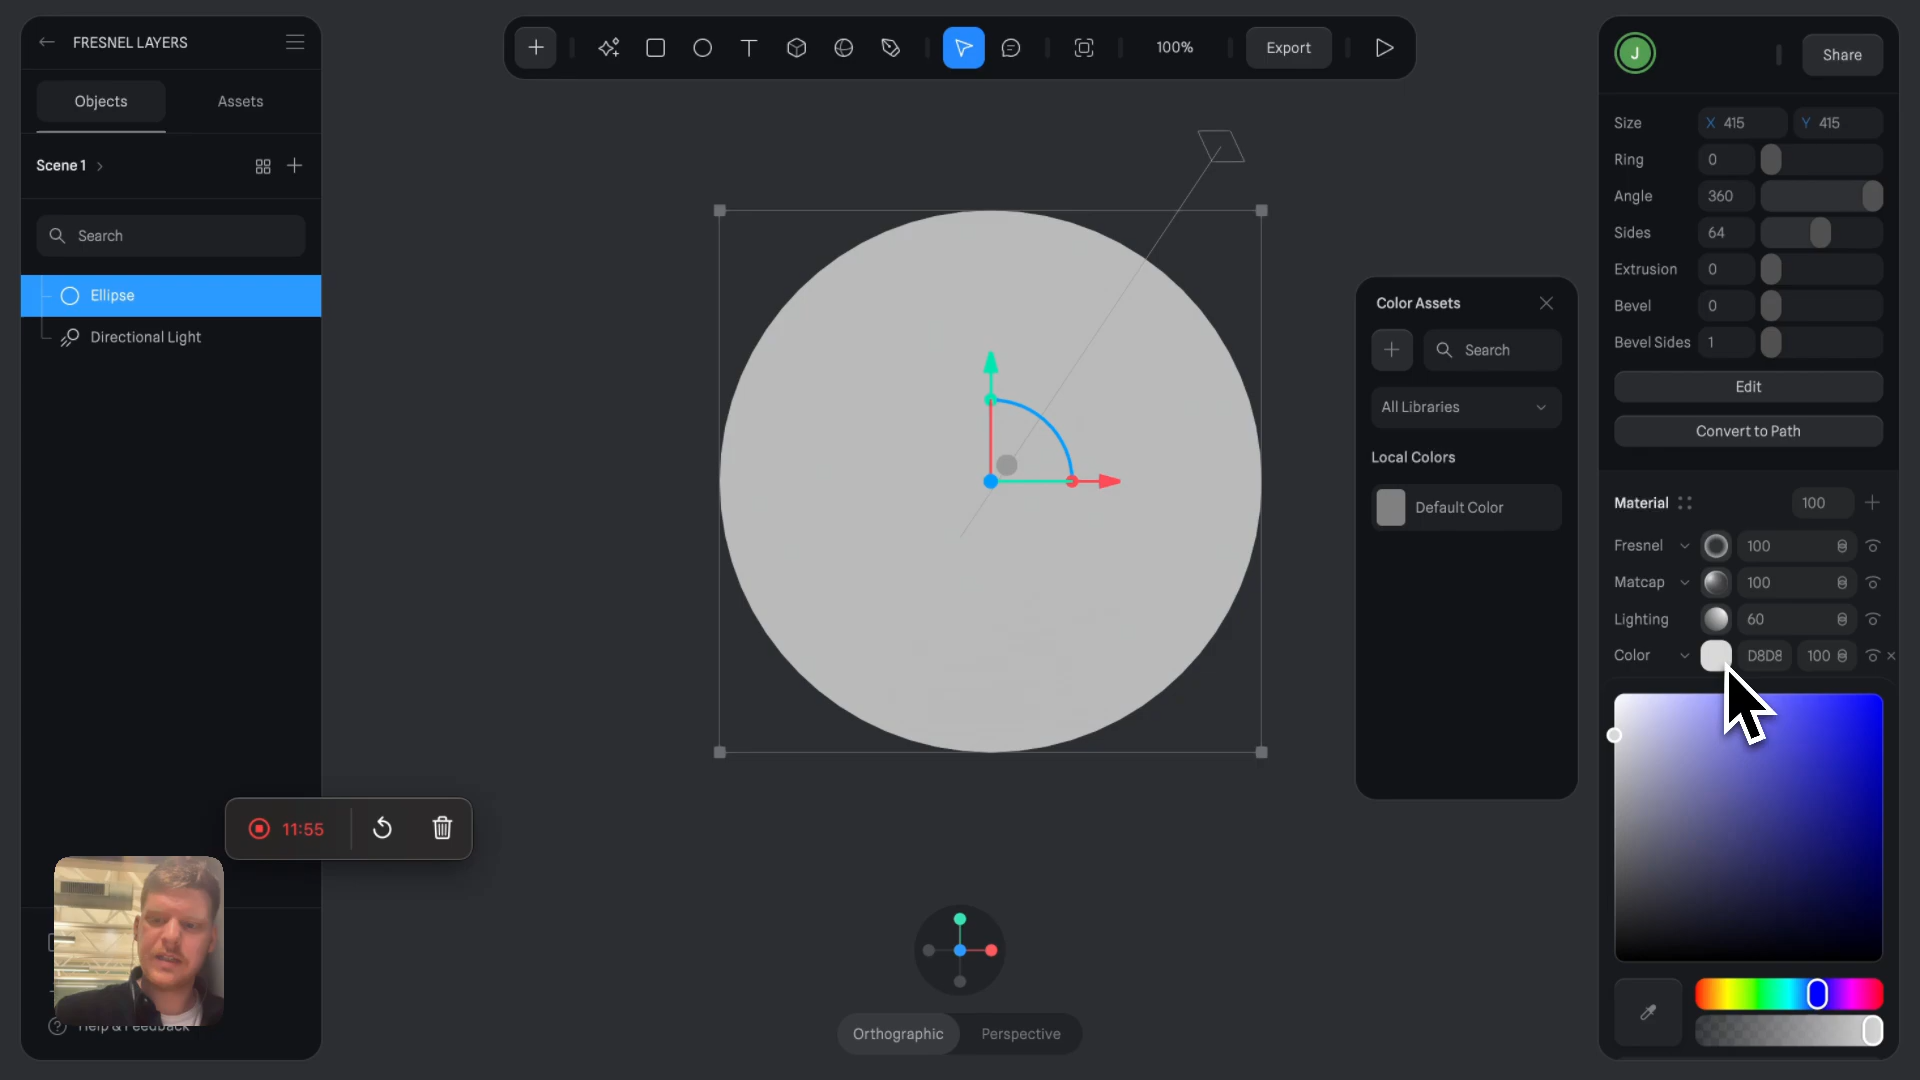 FRESNEL LAYERS
Objects
Assets
Scene 1
Search
Ellipse
Directional Light
11:55
Help & Feedback
100%
Export
Orthographic
Perspective
Color Assets
Search
All Libraries
Local Colors
Default Color
J
Share
Size X 415 Y 415
Ring 0
Angle 360
Sides 64
Extrusion 0
Bevel 0
Bevel Sides 1
Edit
Convert to Path
Material 100
Fresnel 100
Matcap 100
Lighting 60
Color D8D8 100